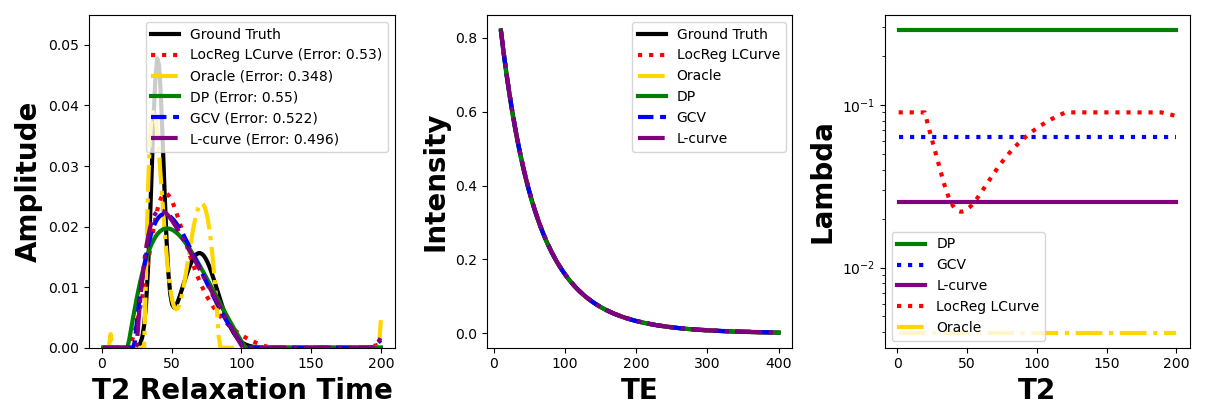 Amplitude
0.05
0.04
0.03
0.02
0.01
0.00
Ground Truth
LocReg LCurve (Error: 0.53)
Oracle (Error: 0.348)
DP (Error: 0.55)
GCV (Error: 0.522)
L-curve (Error: 0.496)
0 50 100 150 200
T2 Relaxation Time
Intensity
0.8
0.6
0.4
0.2
0.0
Ground Truth
LocReg LCurve
Oracle
DP
GCV
L-curve
0 100 200 300 400
TE
Lambda
10⁻¹
10⁻²
DP
GCV
L-curve
LocReg LCurve
Oracle
0 50 100 150 200
T2